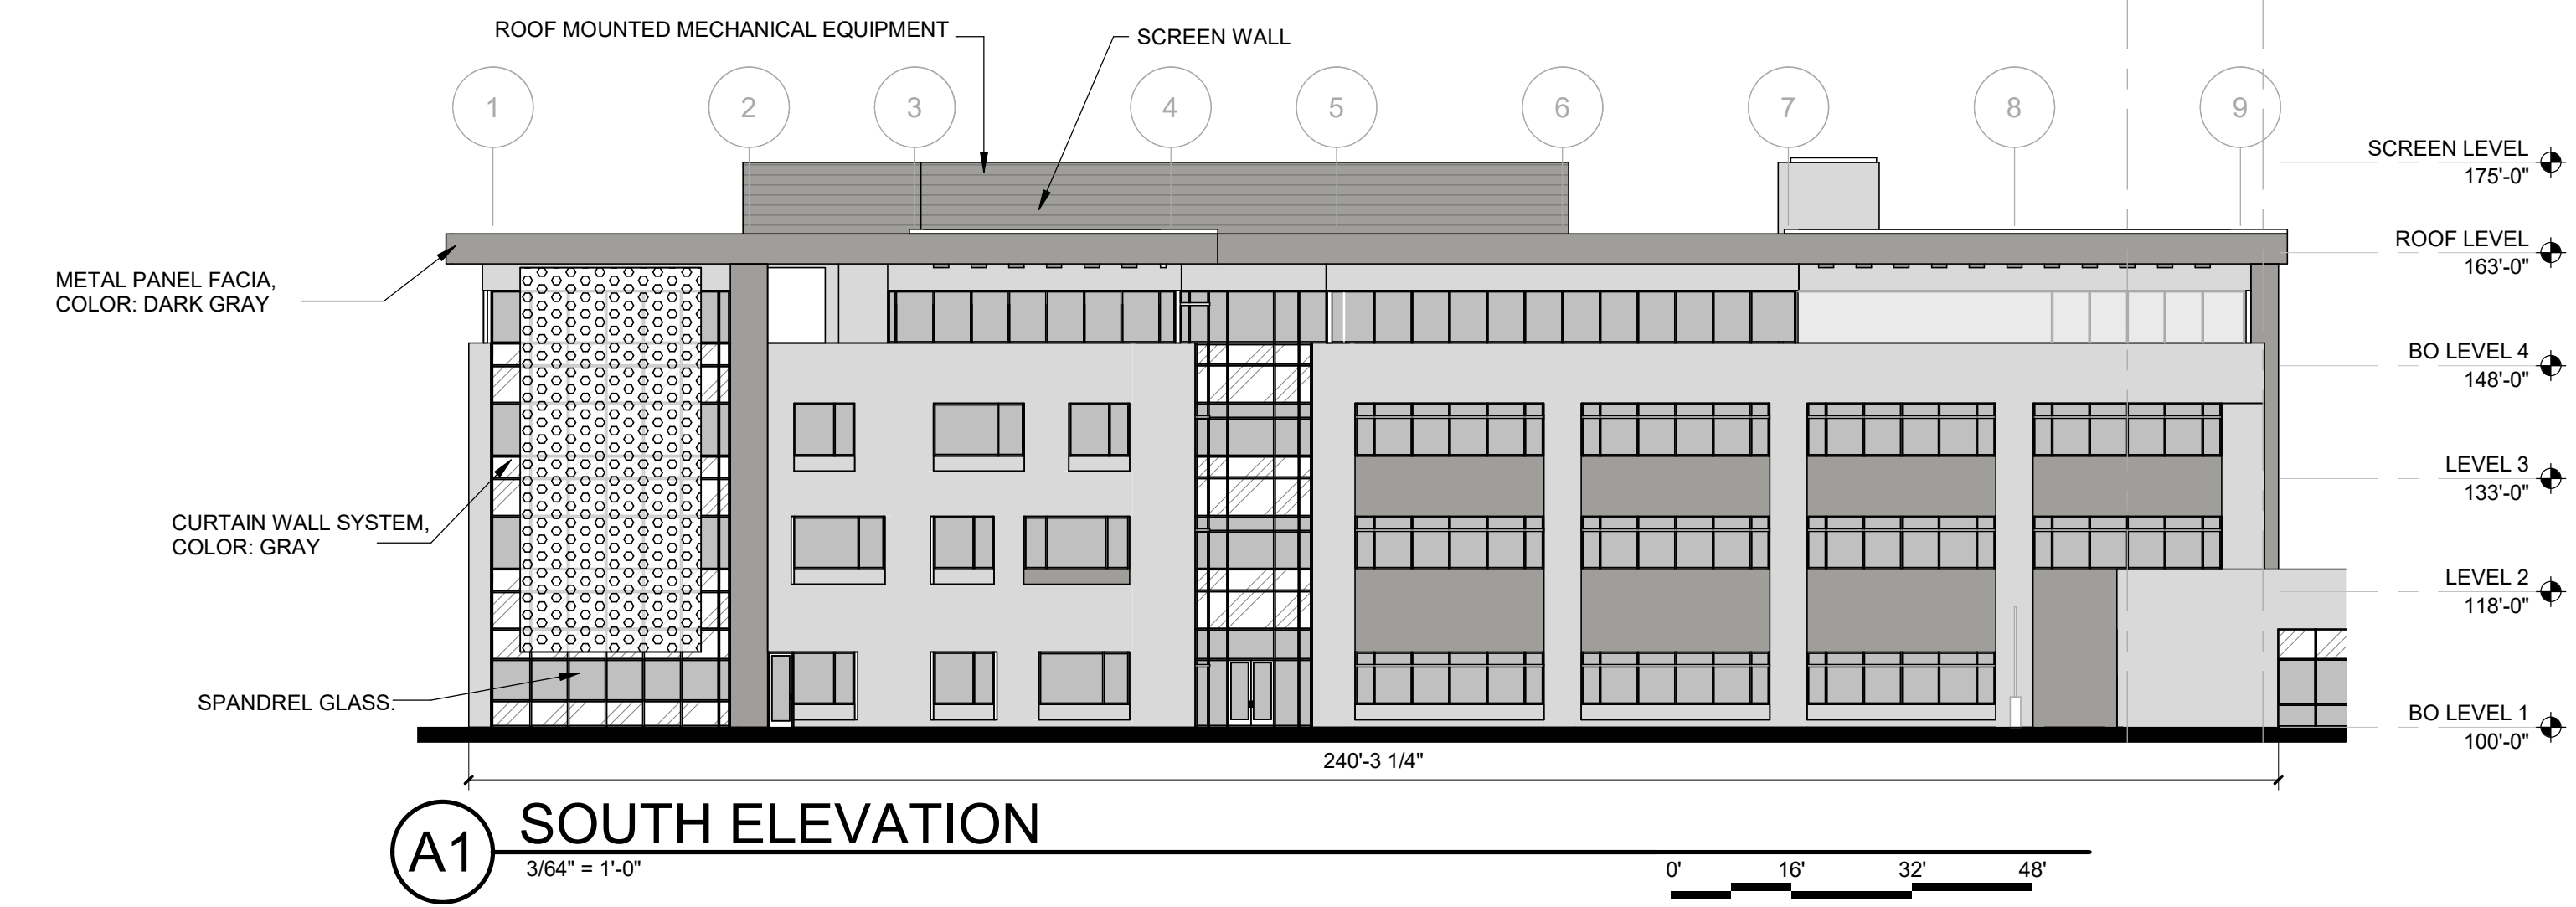 ROOF MOUNTED MECHANICAL EQUIPMENT
SCREEN WALL
1
2
3
4
5
6
7
8
9
SCREEN LEVEL
175'-0"
ROOF LEVEL
163'-0"
METAL PANEL FACIA,
COLOR: DARK GRAY
BO LEVEL 4
148'-0"
LEVEL 3
133'-0"
CURTAIN WALL SYSTEM,
COLOR: GRAY
LEVEL 2
118'-0"
SPANDREL GLASS.
BO LEVEL 1
100'-0"
240'-3 1/4"
A1
SOUTH ELEVATION
3/64" = 1'-0"
0'
16'
32'
48'